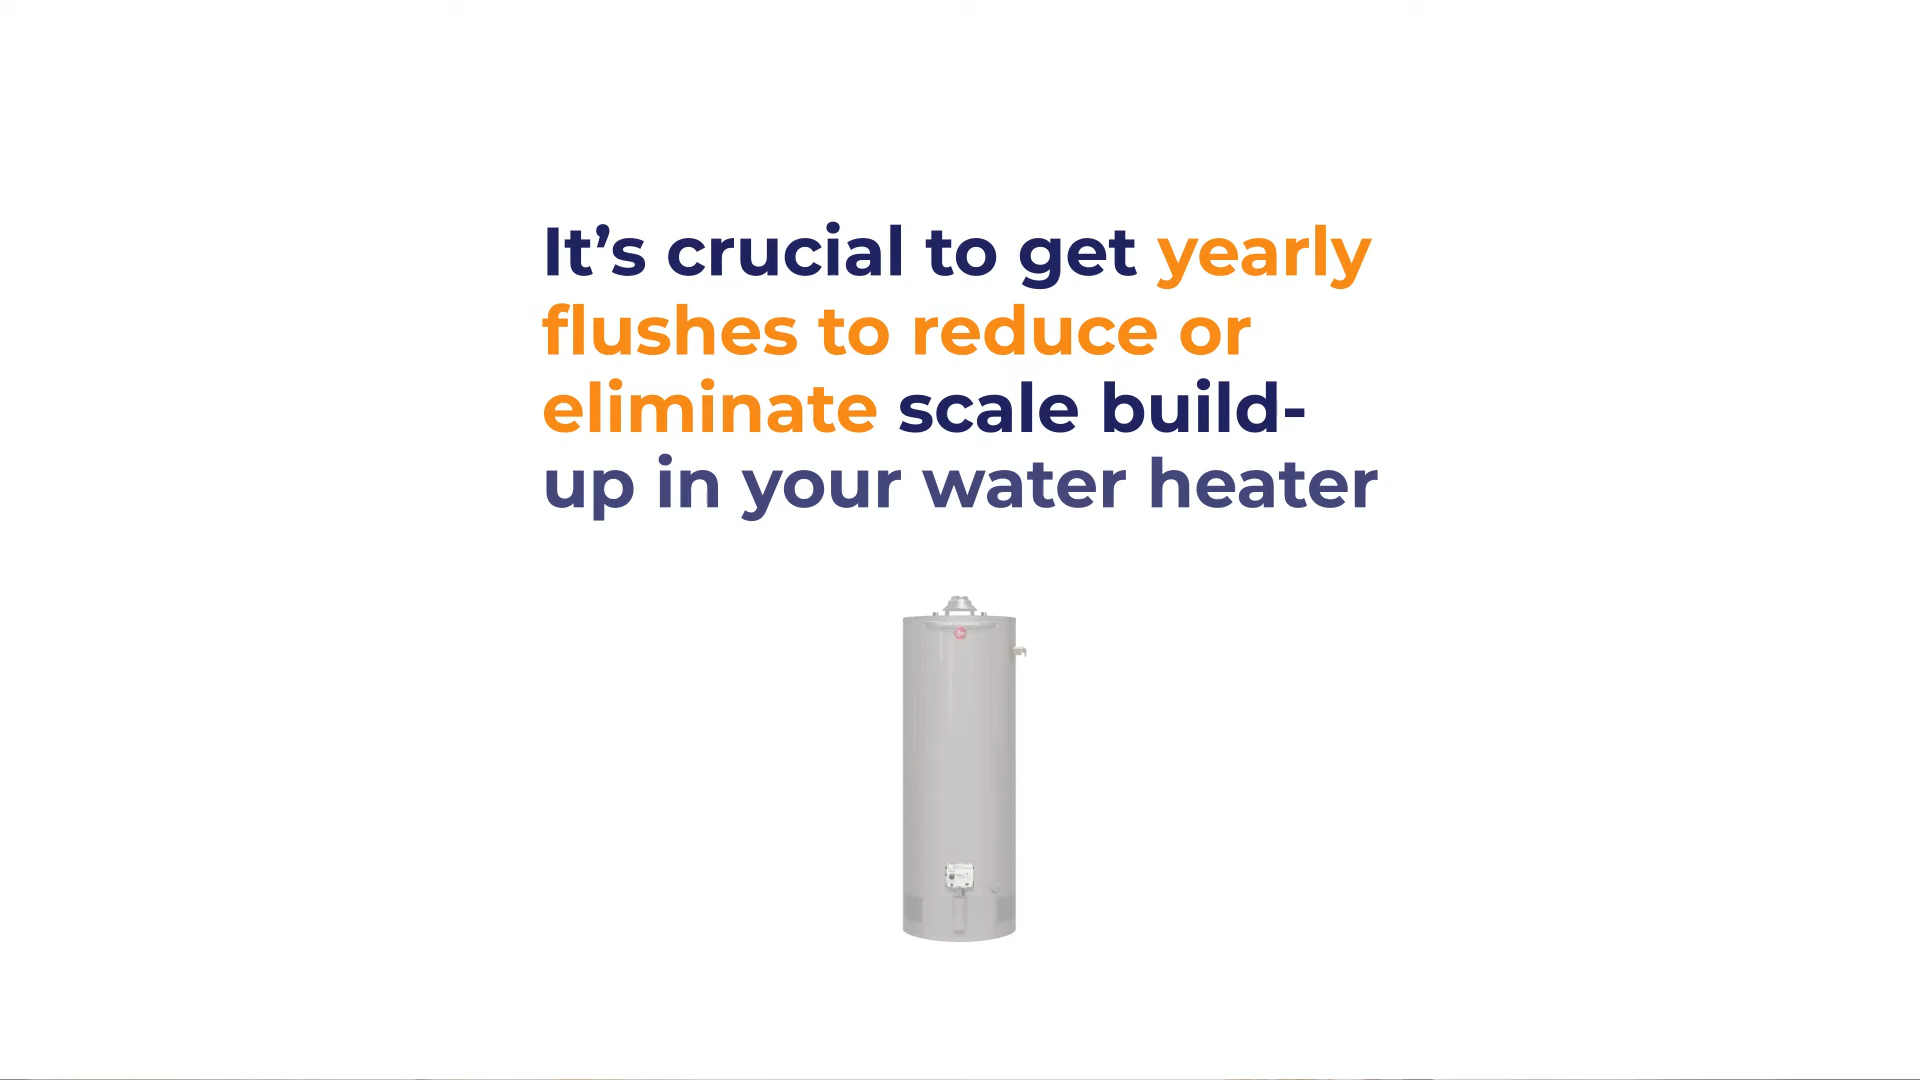 It’s crucial to get yearly
flushes to reduce or
eliminate scale build-
up in your water heater